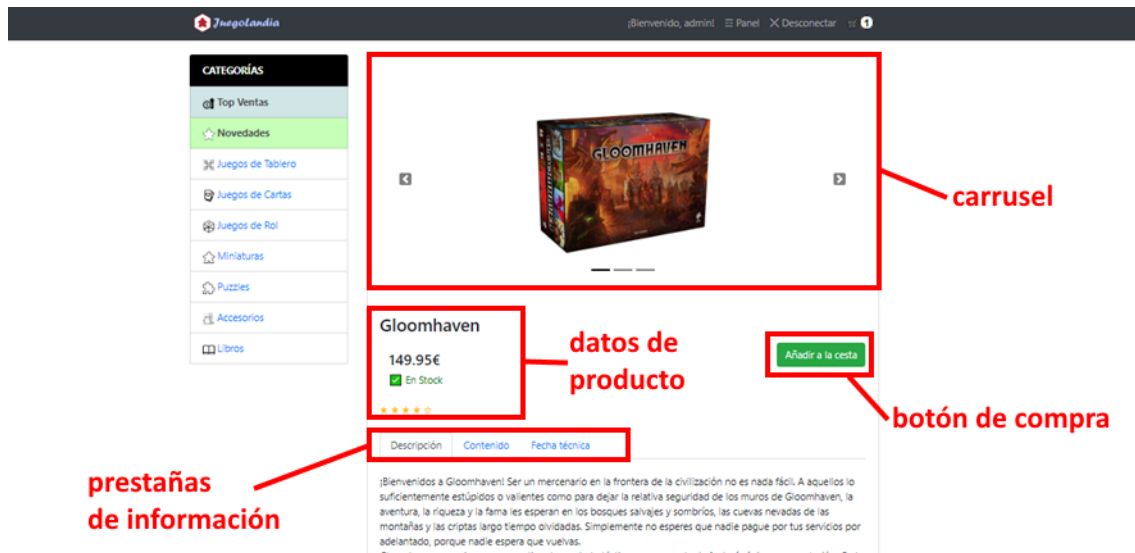 Juegolandia
¡Bienvenido, admin! Panel Desconectar 1
CATEGORÍAS
Top Ventas
Novedades
Juegos de Tablero
Juegos de Cartas
Juegos de Rol
Miniaturas
Puzzles
Accesorios
Libros
GLOOMHAVEN
carrusel
Gloomhaven
149.95€
En Stock
datos de
producto
Añadir a la cesta
botón de compra
Descripción Contenido Fecha técnica
prestañas
de información
¡Bienvenidos a Gloomhaven! Ser un mercenario en la frontera de la civilización no es nada fácil. A aquellos lo
suficientemente estúpidos o valientes como para dejar la relativa seguridad de los muros de Gloomhaven, la
aventura, la riqueza y la fama les esperan en los bosques salvajes y sombríos, las cuevas nevadas de las
montañas y las criptas largo tiempo olvidadas. Simplemente no esperes que nadie pague por tus servicios por
adelantado, porque nadie espera que vuelvas.